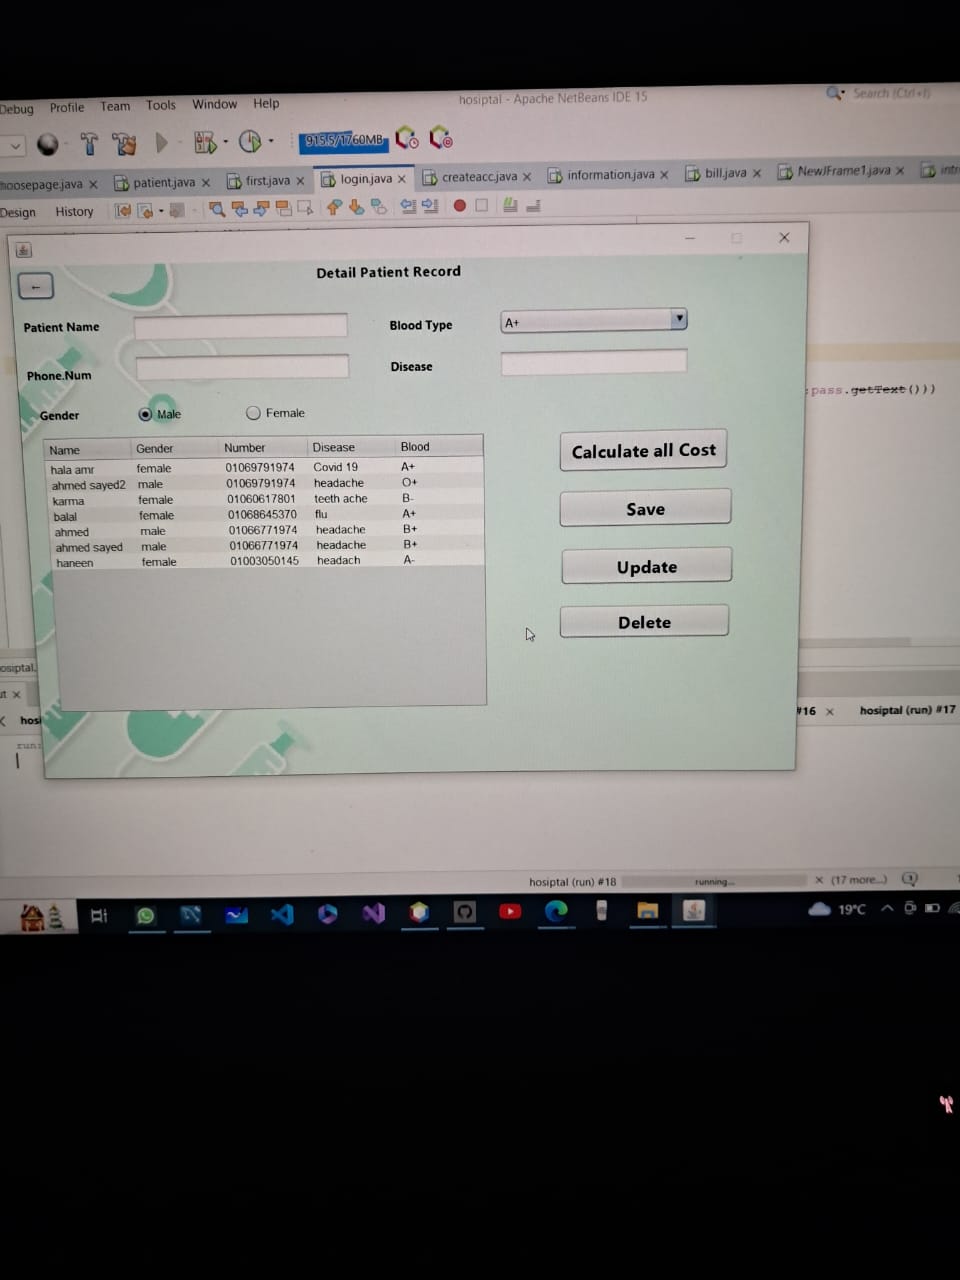 Debug Profile Team Tools Window Help
hosiptal - Apache NetBeans IDE 15
Search (Ctrl+I)
915.5/1760MB
hoosepage.java × patient.java × first.java × login.java × createacc.java × information.java × bill.java × NewJFrame1.java × intr
Design History
Detail Patient Record
←
Patient Name
Blood Type A+
Phone.Num
Disease
Gender Male Female
:pass.getText()))
Name Gender Number Disease Blood
hala amr female 01069791974 Covid 19 A+
ahmed sayed2 male 01069791974 headache O+
karma female 01060617801 teeth ache B-
balal female 01068645370 flu A+
ahmed male 01066771974 headache B+
ahmed sayed male 01066771974 headache B+
haneen female 01003050145 headach A-
Calculate all Cost
Save
Update
Delete
osiptal.
ut ×
hosi
#16 × hosiptal (run) #17
run:
hosiptal (run) #18 running... × (17 more...)
19°C